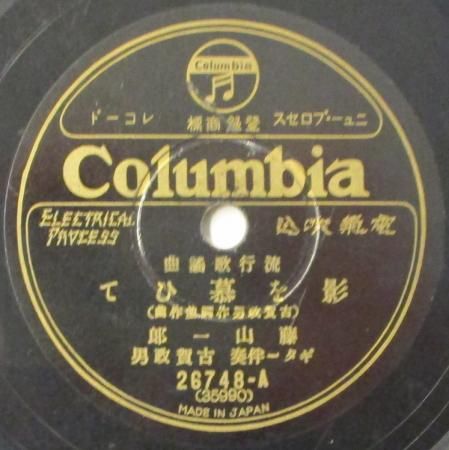 Columbia
ニュー・プロセス 登錄商標 レコード
Columbia
ELECTRICAL PROCESS
電氣吹込
流行歌謠曲
影を慕ひて
(古賀政男作詞並作曲)
藤山一郎
ギター伴奏 古賀政男
26748-A
(35990)
MADE IN JAPAN